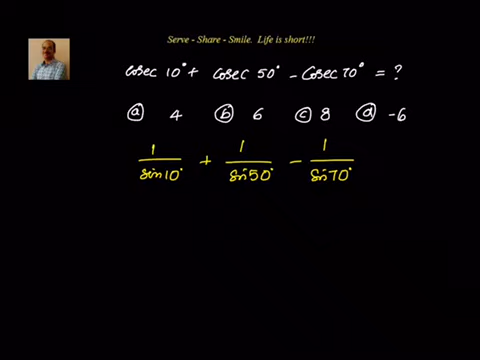 Serve - Share - Smile. Life is short!!!
cosec 10° + cosec 50° - cosec 70° = ?
ⓐ 4 ⓑ 6 ⓒ 8 ⓓ -6
1/sin10° + 1/sin50° - 1/sin70°